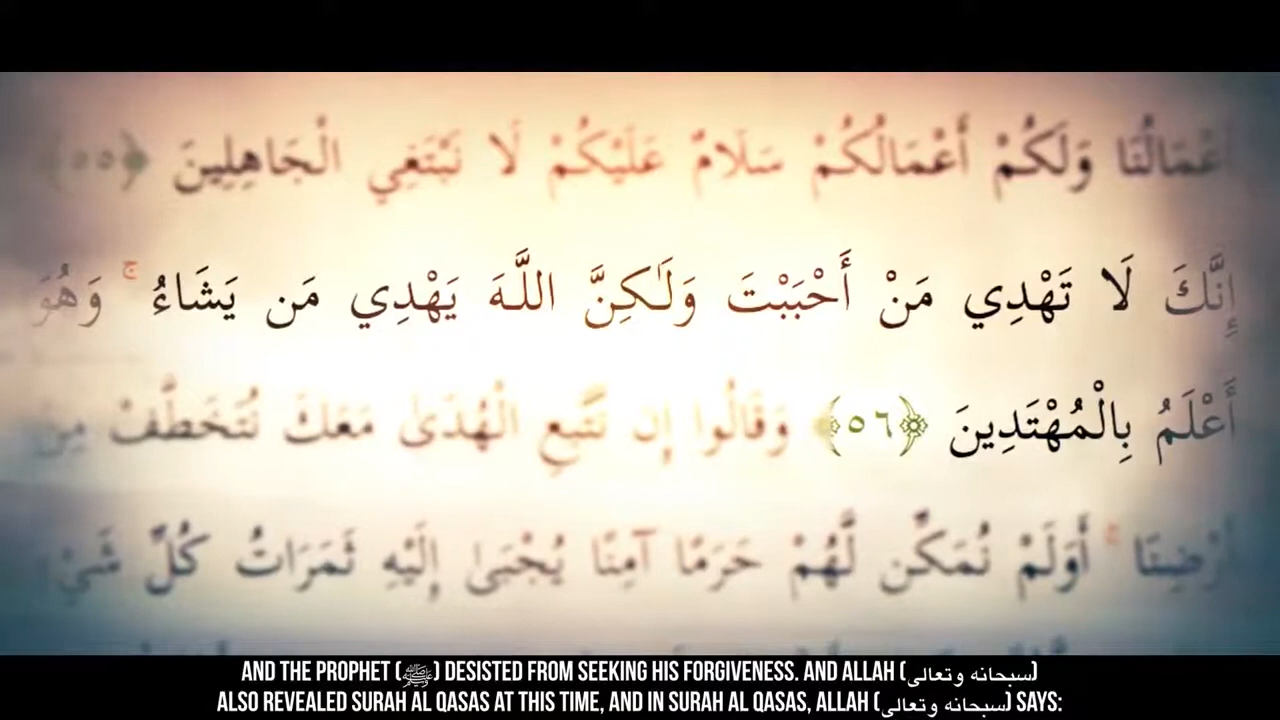 أَعْمَالُنَا وَلَكُمْ أَعْمَالُكُمْ سَلَامٌ عَلَيْكُمْ لَا نَبْتَغِي الْجَاهِلِينَ ﴿٥٥﴾
إِنَّكَ لَا تَهْدِي مَنْ أَحْبَبْتَ وَلَٰكِنَّ اللَّهَ يَهْدِي مَن يَشَاءُ ۚ وَهُوَ
أَعْلَمُ بِالْمُهْتَدِينَ ﴿٥٦﴾ وَقَالُوا إِن نَّتَّبِعِ الْهُدَىٰ مَعَكَ نُتَخَطَّفْ مِنْ
أَرْضِنَا ۚ أَوَلَمْ نُمَكِّن لَّهُمْ حَرَمًا آمِنًا يُجْبَىٰ إِلَيْهِ ثَمَرَاتُ كُلِّ شَيْءٍ
AND THE PROPHET (ﷺ) DESISTED FROM SEEKING HIS FORGIVENESS. AND ALLAH (سبحانه وتعالى)
ALSO REVEALED SURAH AL QASAS AT THIS TIME, AND IN SURAH AL QASAS, ALLAH (سبحانه وتعالى) SAYS: